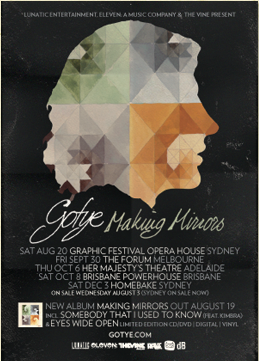 LUNATIC ENTERTAINMENT, ELEVEN: A MUSIC COMPANY & THE VINE PRESENT
Gotye Making Mirrors
SAT AUG 20 GRAPHIC FESTIVAL OPERA HOUSE SYDNEY
FRI SEPT 30 THE FORUM MELBOURNE
THU OCT 6 HER MAJESTY'S THEATRE ADELAIDE
SAT OCT 8 BRISBANE POWERHOUSE BRISBANE
SAT DEC 3 HOMEBAKE SYDNEY
ON SALE WEDNESDAY AUGUST 3 (SYDNEY ON SALE NOW)
NEW ALBUM MAKING MIRRORS OUT AUGUST 19
INCL. SOMEBODY THAT I USED TO KNOW (FEAT. KIMBRA)
& EYES WIDE OPEN LIMITED EDITION CD/DVD | DIGITAL | VINYL
GOTYE.COM
LUNATIC ELEVEN THEVINE dB